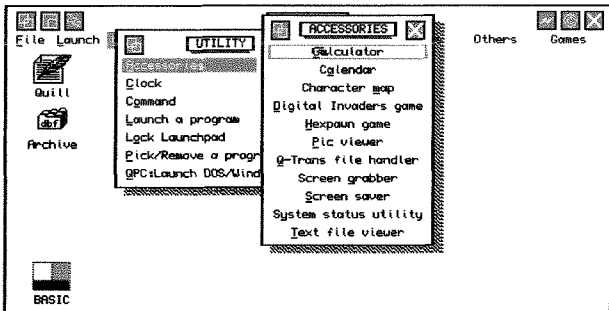 File Launch
Others Games
Quill
dbf
Archive
BASIC
UTILITY
Accessories
Clock
Command
Launch a program
Lock Launchpad
Pick/Remove a progr
QPC:Launch DOS/Wind
ACCESSORIES
Calculator
Calendar
Character map
Digital Invaders game
Hexpawn game
Pic viewer
Q-Trans file handler
Screen grabber
Screen saver
System status utility
Text file viewer